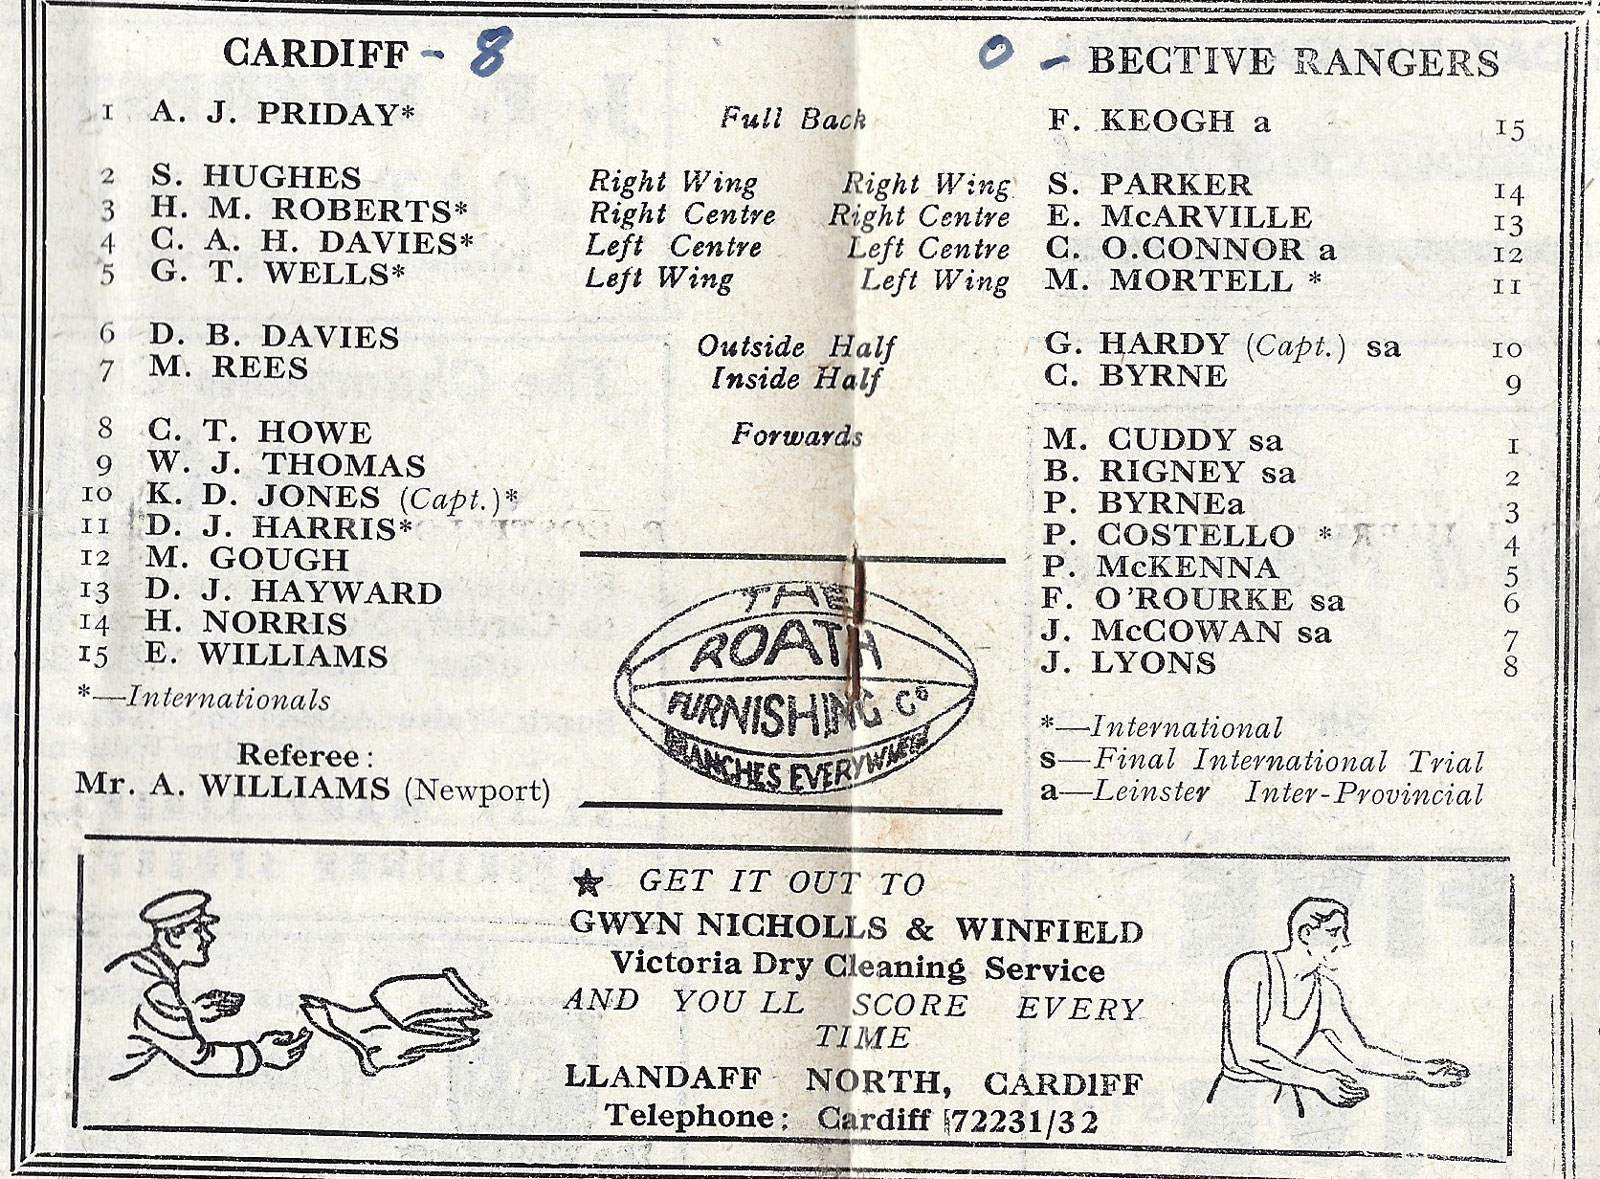 CARDIFF - 8 0 - BECTIVE RANGERS
1 A. J. PRIDAY* Full Back F. KEOGH a 15
2 S. HUGHES Right Wing Right Wing S. PARKER 14
3 H. M. ROBERTS* Right Centre Right Centre E. McARVILLE 13
4 C. A. H. DAVIES* Left Centre Left Centre C. O.CONNOR a 12
5 G. T. WELLS* Left Wing Left Wing M. MORTELL * 11
6 D. B. DAVIES Outside Half G. HARDY (Capt.) sa 10
7 M. REES Inside Half C. BYRNE 9
8 C. T. HOWE Forwards M. CUDDY sa 1
9 W. J. THOMAS B. RIGNEY sa 2
10 K. D. JONES (Capt.)* P. BYRNEa 3
11 D. J. HARRIS* P. COSTELLO * 4
12 M. GOUGH P. McKENNA 5
13 D. J. HAYWARD F. O'ROURKE sa 6
14 H. NORRIS J. McCOWAN sa 7
15 E. WILLIAMS J. LYONS 8
*—Internationals
Referee:
Mr. A. WILLIAMS (Newport)
THE
ROATH
FURNISHING Co
BRANCHES EVERYWHERE
*—International
s—Final International Trial
a—Leinster Inter-Provincial
★ GET IT OUT TO
GWYN NICHOLLS & WINFIELD
Victoria Dry Cleaning Service
AND YOU LL SCORE EVERY
TIME
LLANDAFF NORTH, CARDIFF
Telephone: Cardiff 72231/32